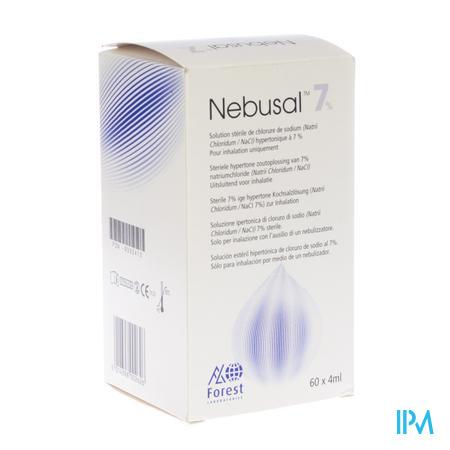 Nebusal 7%
Nebusal™ 7%
Solution stérile de chlorure de sodium (Natrii
Chloridum / NaCl) hypertonique à 7 %
Pour inhalation uniquement
Steriele hypertone zoutoplossing van 7%
natriumchloride (Natrii Chloridum / NaCl)
Uitsluitend voor inhalatie
Sterile 7% ige hypertone Kochsalzlösung (Natrii
Chloridum / NaCl 7%) zur Inhalation
Soluzione ipertonica di cloruro di sodio (Natrii
Chloridum / NaCl) 7% sterile.
Solo per inalazione con l'ausilio di un nebulizzatore.
Solución estéril hipertónica de cloruro de sodio al 7%.
Sólo para inhalación por medio de un nebulizador.
CE
Forest
LABORATORIES
60 x 4ml
IPM